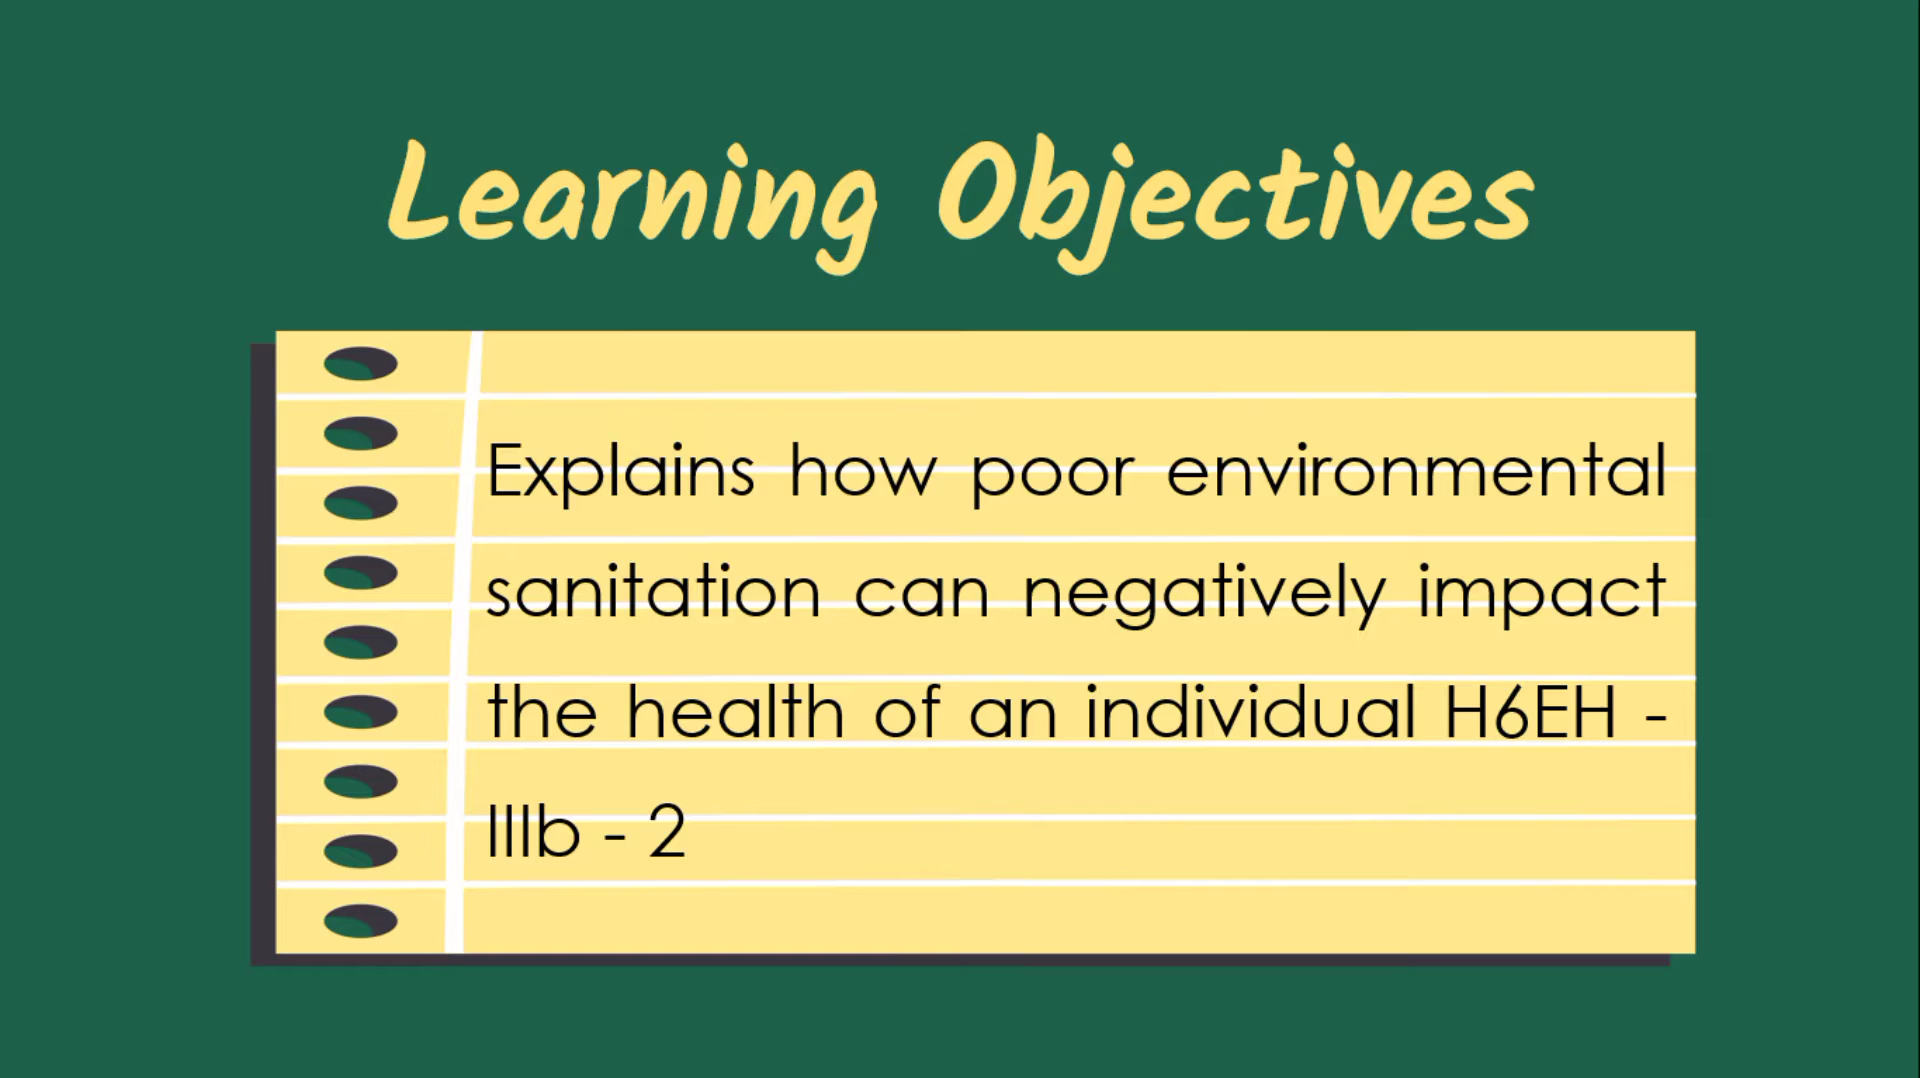 Learning Objectives
Explains how poor environmental
sanitation can negatively impact
the health of an individual H6EH -
IIIb - 2